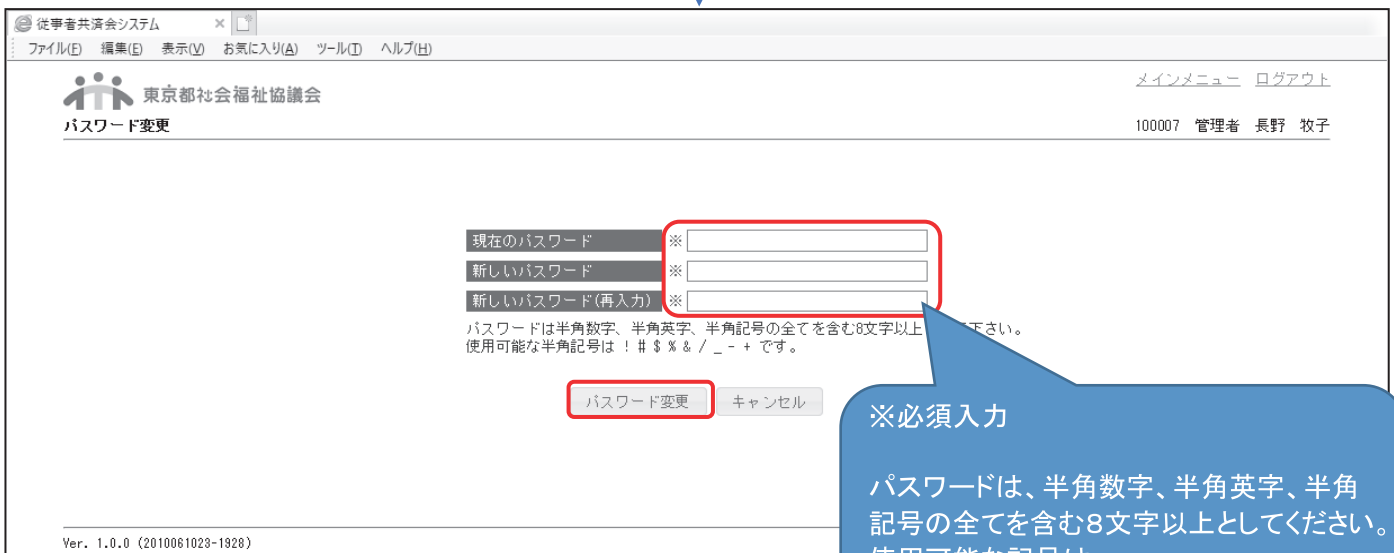 従事者共済会システム ×
ファイル(F) 編集(E) 表示(V) お気に入り(A) ツール(T) ヘルプ(H)
東京都社会福祉協議会
メインメニュー ログアウト
パスワード変更
100007 管理者 長野 牧子
現在のパスワード ※
新しいパスワード ※
新しいパスワード(再入力) ※
パスワードは半角数字、半角英字、半角記号の全てを含む8文字以上 下さい。
使用可能な半角記号は ! # $ % & / _ - + です。
パスワード変更 キャンセル
※必須入力
パスワードは、半角数字、半角英字、半角
記号の全てを含む8文字以上としてください。
使用可能な記号は
Ver. 1.0.0 (2010061023-1928)